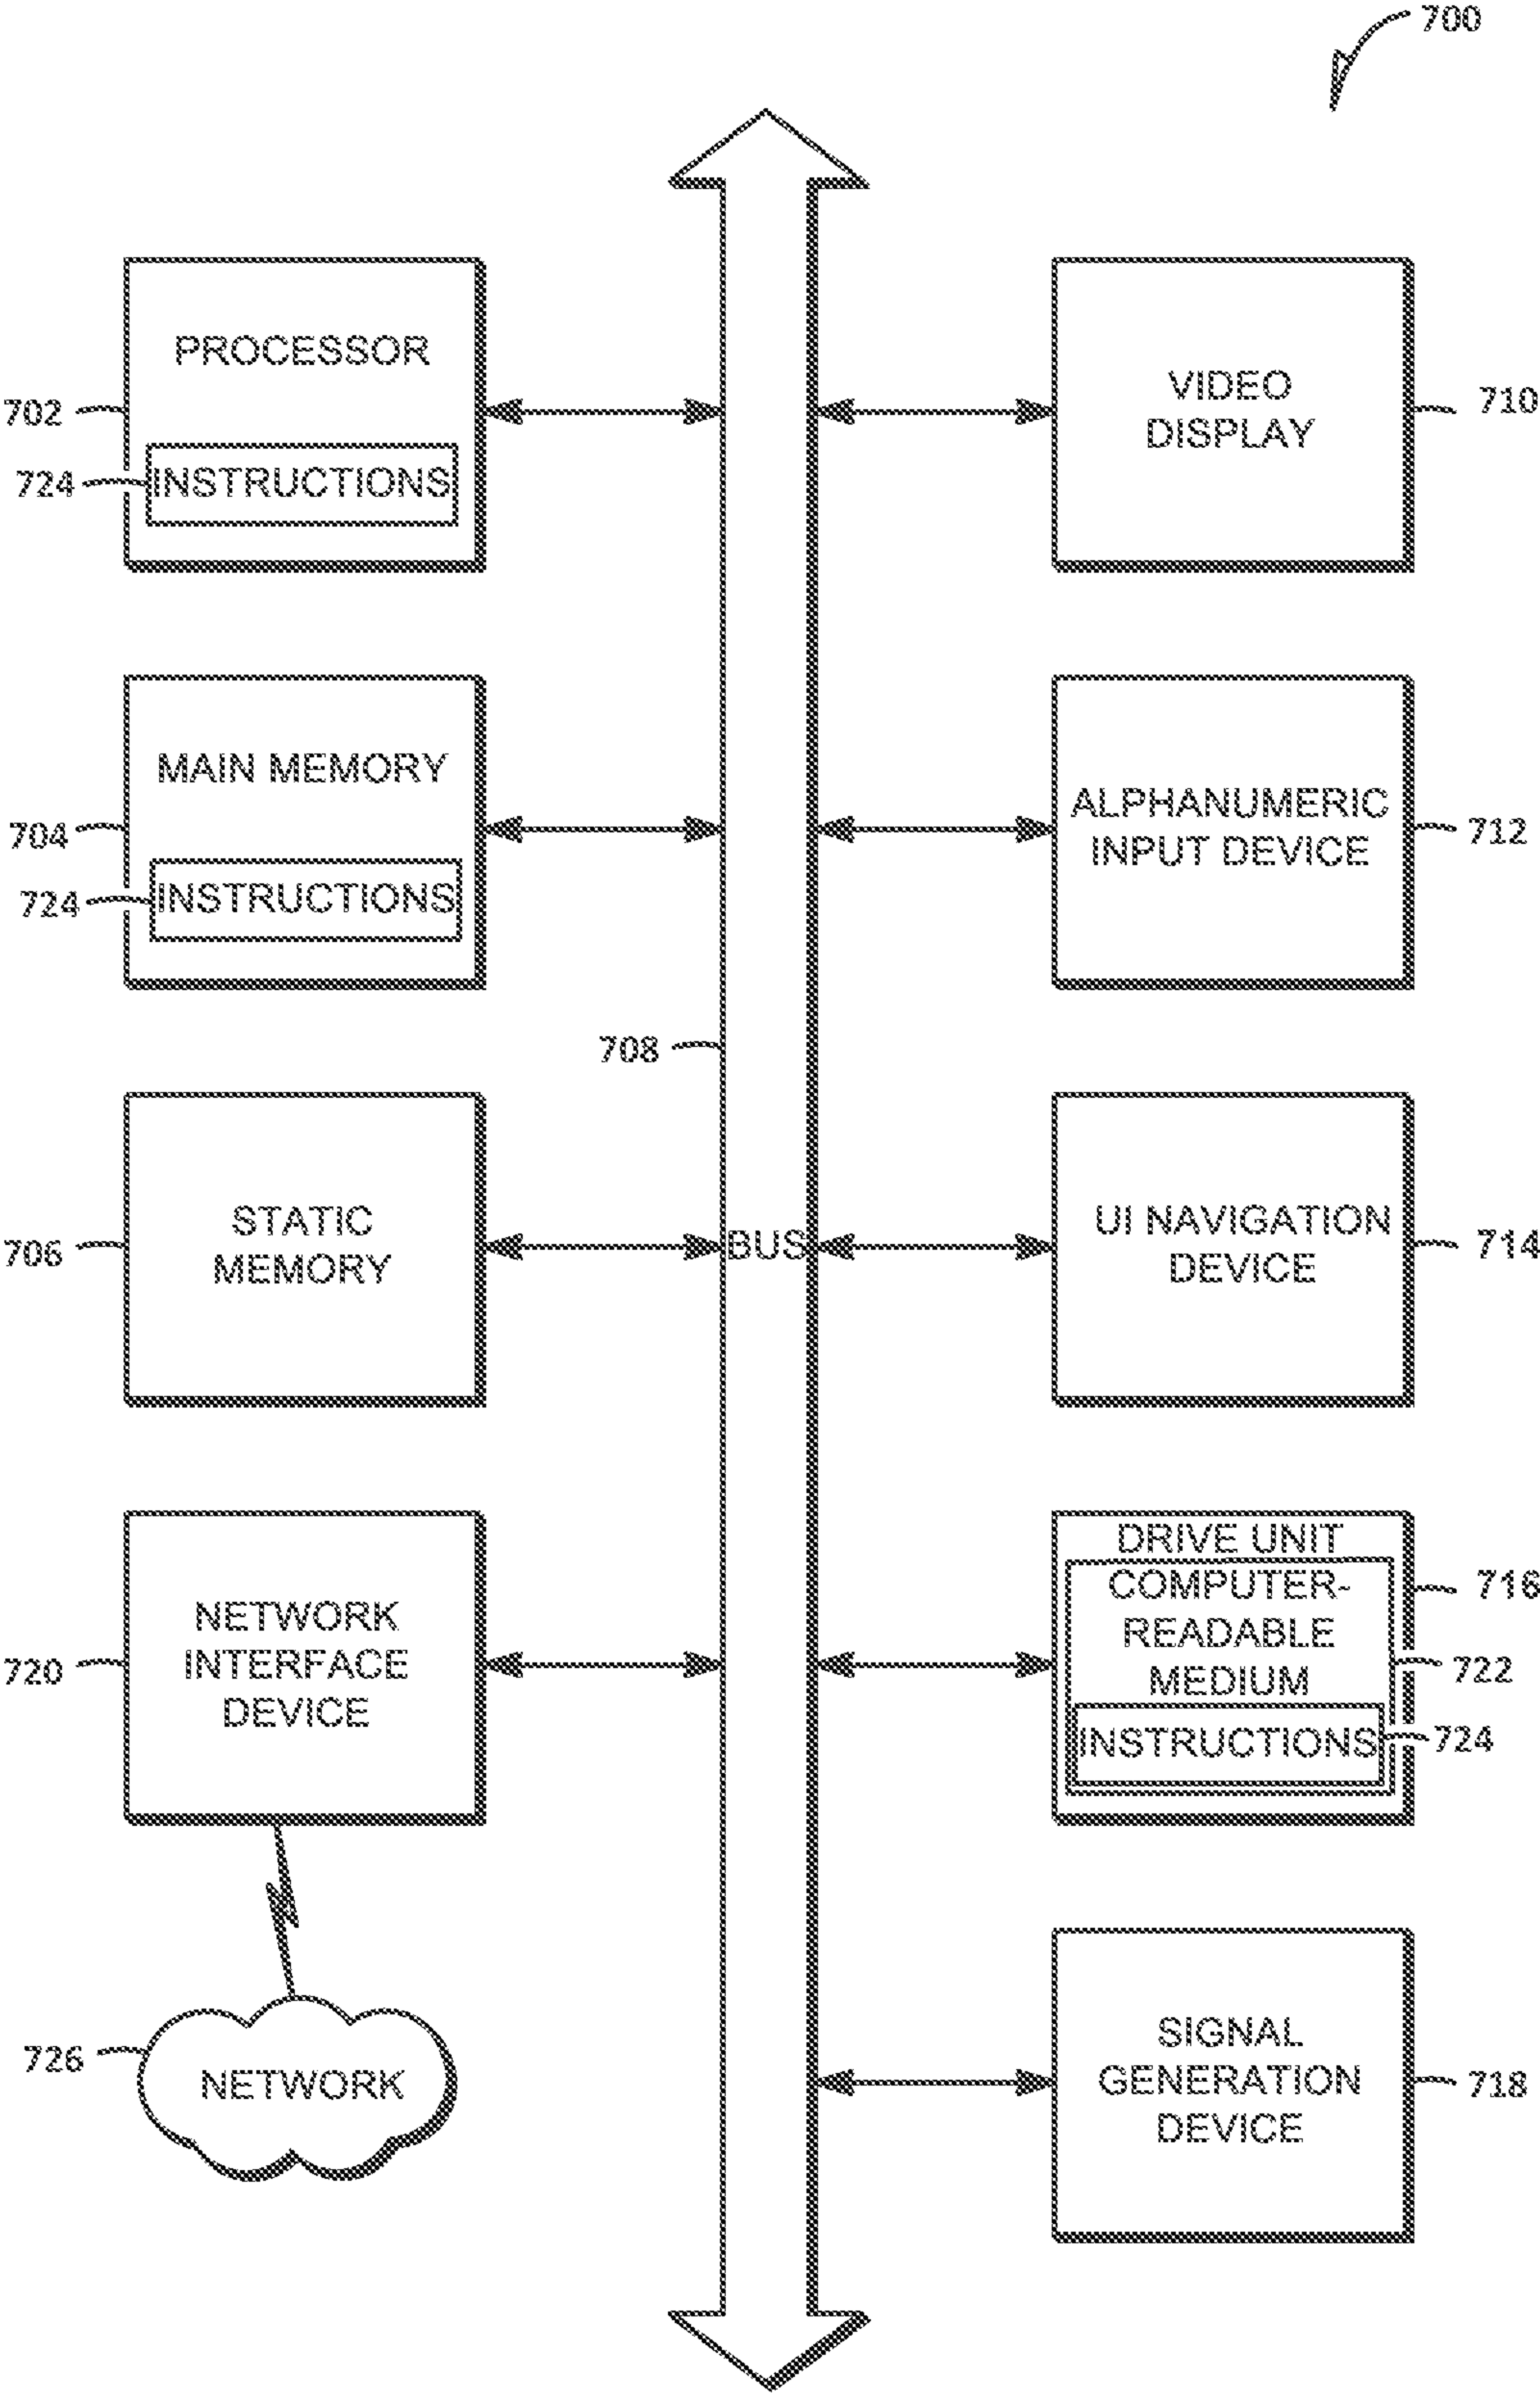 700
PROCESSOR
702
724
INSTRUCTIONS
VIDEO
DISPLAY
710
MAIN MEMORY
704
724
INSTRUCTIONS
ALPHANUMERIC
INPUT DEVICE
712
708
STATIC
MEMORY
706
BUS
UI NAVIGATION
DEVICE
714
NETWORK
INTERFACE
DEVICE
720
DRIVE UNIT
COMPUTER-
READABLE
MEDIUM
716
722
INSTRUCTIONS
724
726
NETWORK
SIGNAL
GENERATION
DEVICE
718